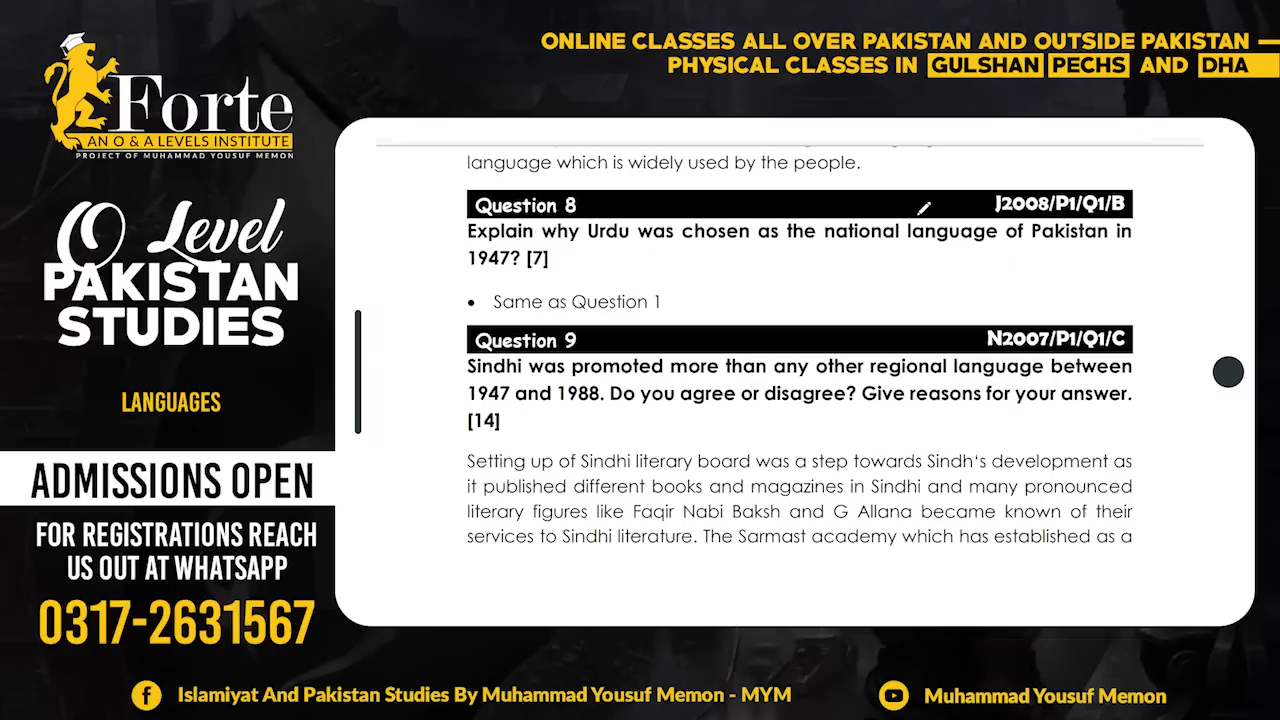 ONLINE CLASSES ALL OVER PAKISTAN AND OUTSIDE PAKISTAN
PHYSICAL CLASSES IN GULSHAN PECHS AND DHA
Forte
AN O & A LEVELS INSTITUTE
PROJECT OF MUHAMMAD YOUSUF MEMON
O Level
PAKISTAN
STUDIES
LANGUAGES
ADMISSIONS OPEN
FOR REGISTRATIONS REACH
US OUT AT WHATSAPP
0317-2631567
language which is widely used by the people.
Question 8 J2008/P1/Q1/B
Explain why Urdu was chosen as the national language of Pakistan in
1947? [7]
• Same as Question 1
Question 9 N2007/P1/Q1/C
Sindhi was promoted more than any other regional language between
1947 and 1988. Do you agree or disagree? Give reasons for your answer.
[14]
Setting up of Sindhi literary board was a step towards Sindh‘s development as
it published different books and magazines in Sindhi and many pronounced
literary figures like Faqir Nabi Baksh and G Allana became known of their
services to Sindhi literature. The Sarmast academy which has established as a
Islamiyat And Pakistan Studies By Muhammad Yousuf Memon - MYM
Muhammad Yousuf Memon